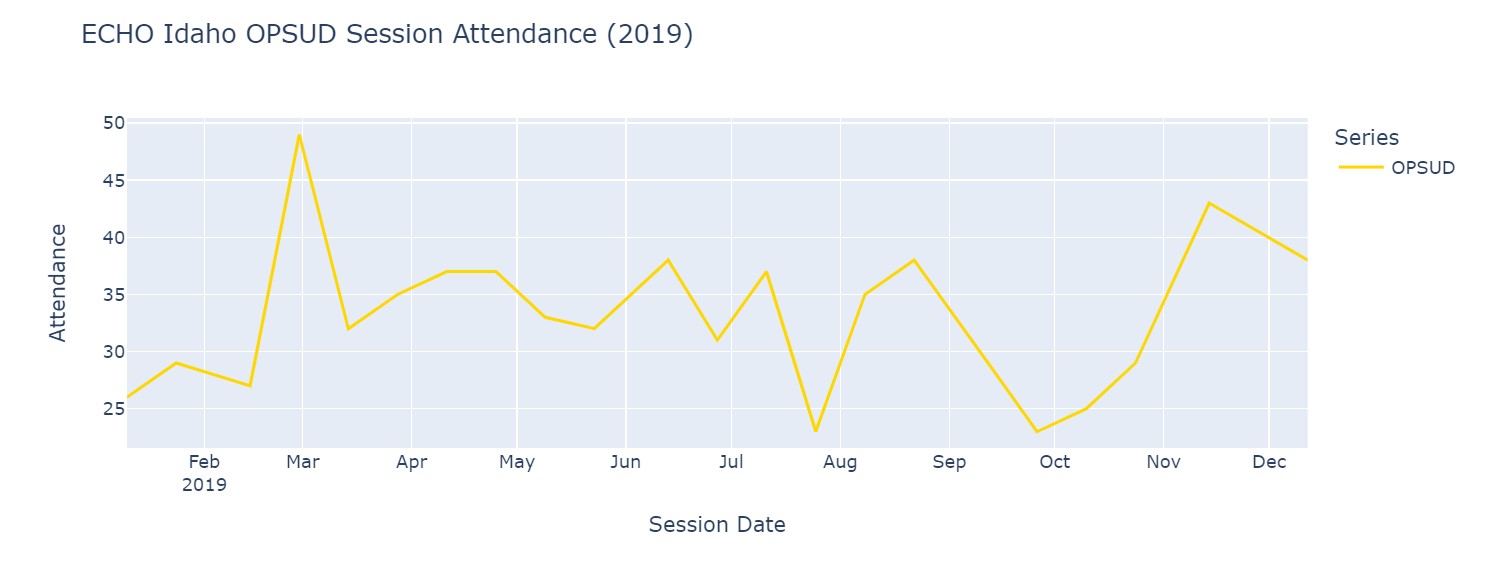 ECHO Idaho OPSUD Session Attendance (2019)
50
45
40
35
30
25
Attendance
Feb
2019
Mar
Apr
May
Jun
Jul
Aug
Sep
Oct
Nov
Dec
Session Date
Series
OPSUD